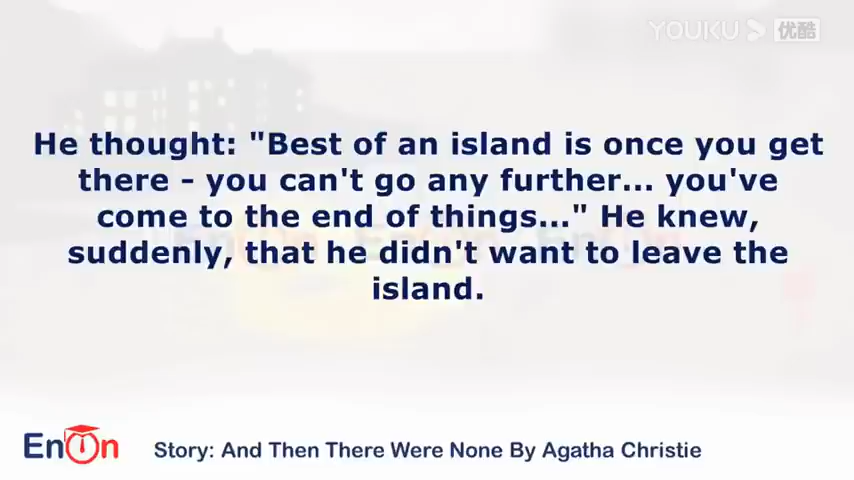 YOUKU 优酷
He thought: "Best of an island is once you get
there - you can't go any further... you've
come to the end of things..." He knew,
suddenly, that he didn't want to leave the
island.
EnOn
Story: And Then There Were None By Agatha Christie